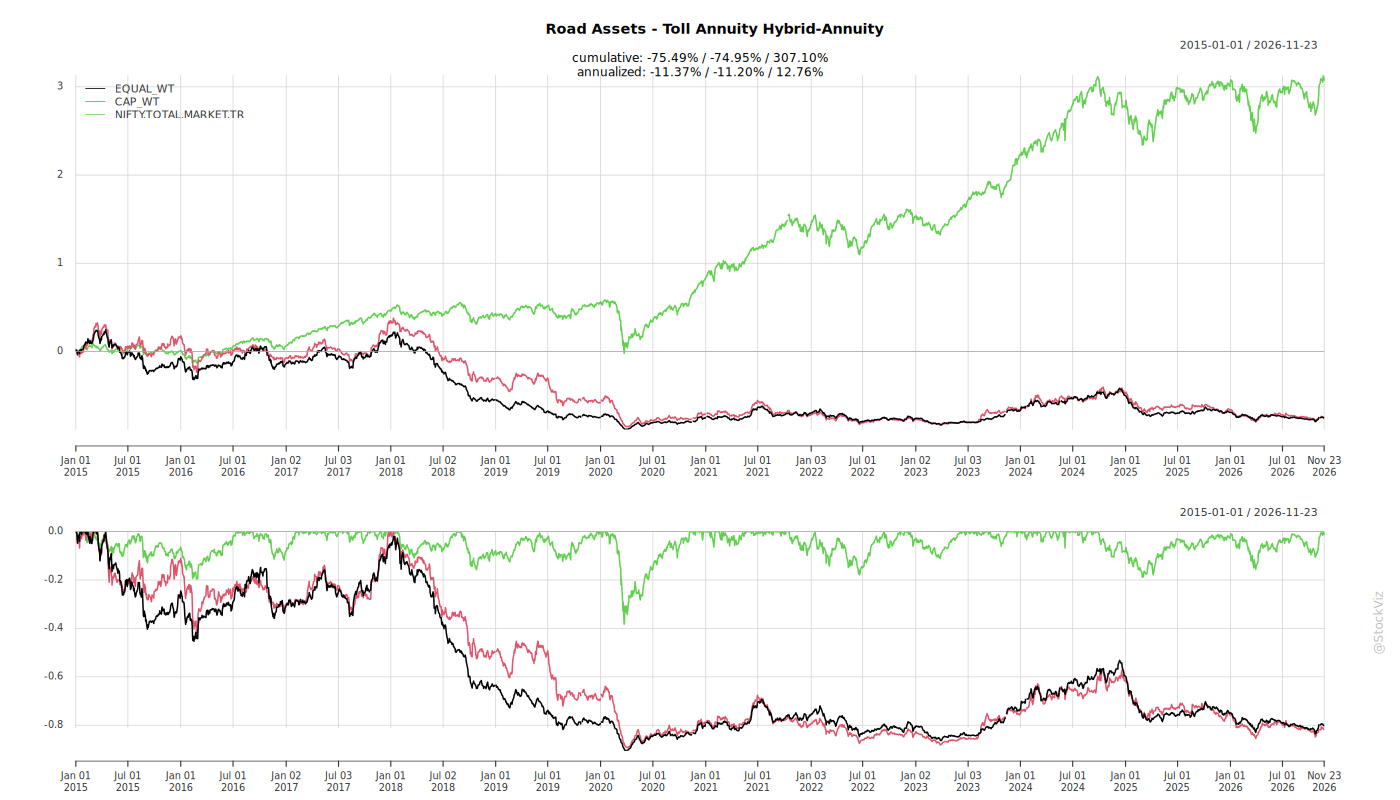 Road Assets - Toll Annuity Hybrid-Annuity
2015-01-01 / 2026-11-23
cumulative: -75.49% / -74.95% / 307.10%
annualized: -11.37% / -11.20% / 12.76%
EQUAL_WT
CAP_WT
NIFTY.TOTAL.MARKET.TR
3
2
1
0
Jan 01 Jul 01 Jan 01 Jul 01 Jan 02 Jul 03 Jan 01 Jul 02 Jan 01 Jul 01 Jan 01 Jul 01 Jan 01 Jul 01 Jan 03 Jul 01 Jan 02 Jul 03 Jan 01 Jul 01 Jan 01 Jul 01 Jan 01 Jul 01 Nov 23
2015 2015 2016 2016 2017 2017 2018 2018 2019 2019 2020 2020 2021 2021 2022 2022 2023 2023 2024 2024 2025 2025 2026 2026 2026
2015-01-01 / 2026-11-23
0.0
-0.2
-0.4
-0.6
-0.8
Jan 01 Jul 01 Jan 01 Jul 01 Jan 02 Jul 03 Jan 01 Jul 02 Jan 01 Jul 01 Jan 01 Jul 01 Jan 01 Jul 01 Jan 03 Jul 01 Jan 02 Jul 03 Jan 01 Jul 01 Jan 01 Jul 01 Jan 01 Jul 01 Nov 23
2015 2015 2016 2016 2017 2017 2018 2018 2019 2019 2020 2020 2021 2021 2022 2022 2023 2023 2024 2024 2025 2025 2026 2026 2026
@StockViz